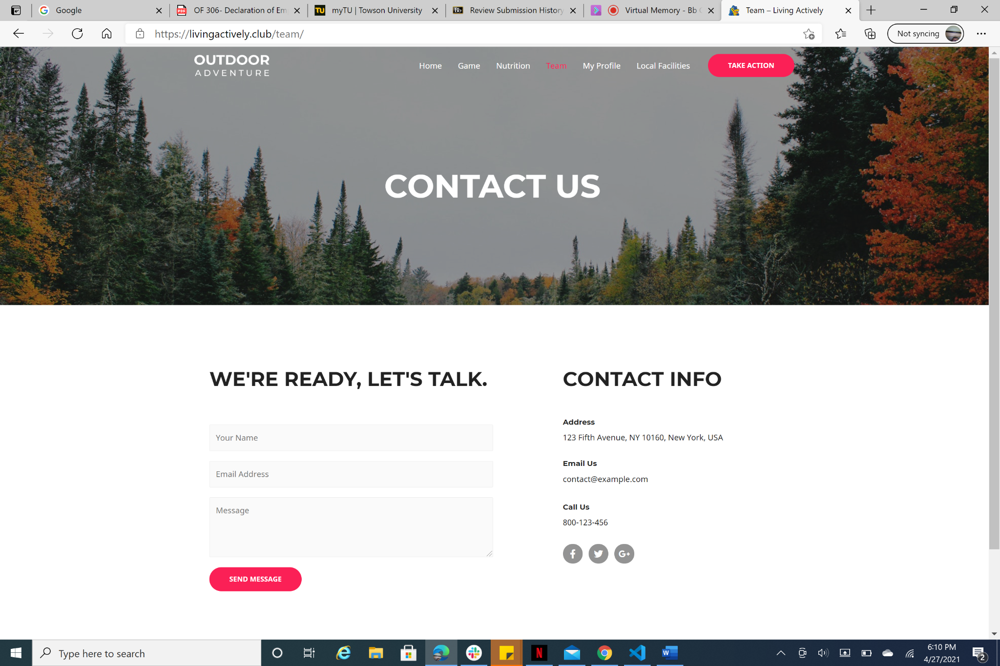 Google
OF 306- Declaration of Em
myTU | Towson University
Review Submission History
Virtual Memory - Bb
Team – Living Actively
https://livingactively.club/team/
Not syncing
OUTDOOR
ADVENTURE
Home
Game
Nutrition
Team
My Profile
Local Facilities
TAKE ACTION
CONTACT US
WE'RE READY, LET'S TALK.
Your Name
Email Address
Message
SEND MESSAGE
CONTACT INFO
Address
123 Fifth Avenue, NY 10160, New York, USA
Email Us
contact@example.com
Call Us
800-123-456
Type here to search
6:10 PM
4/27/2021
2